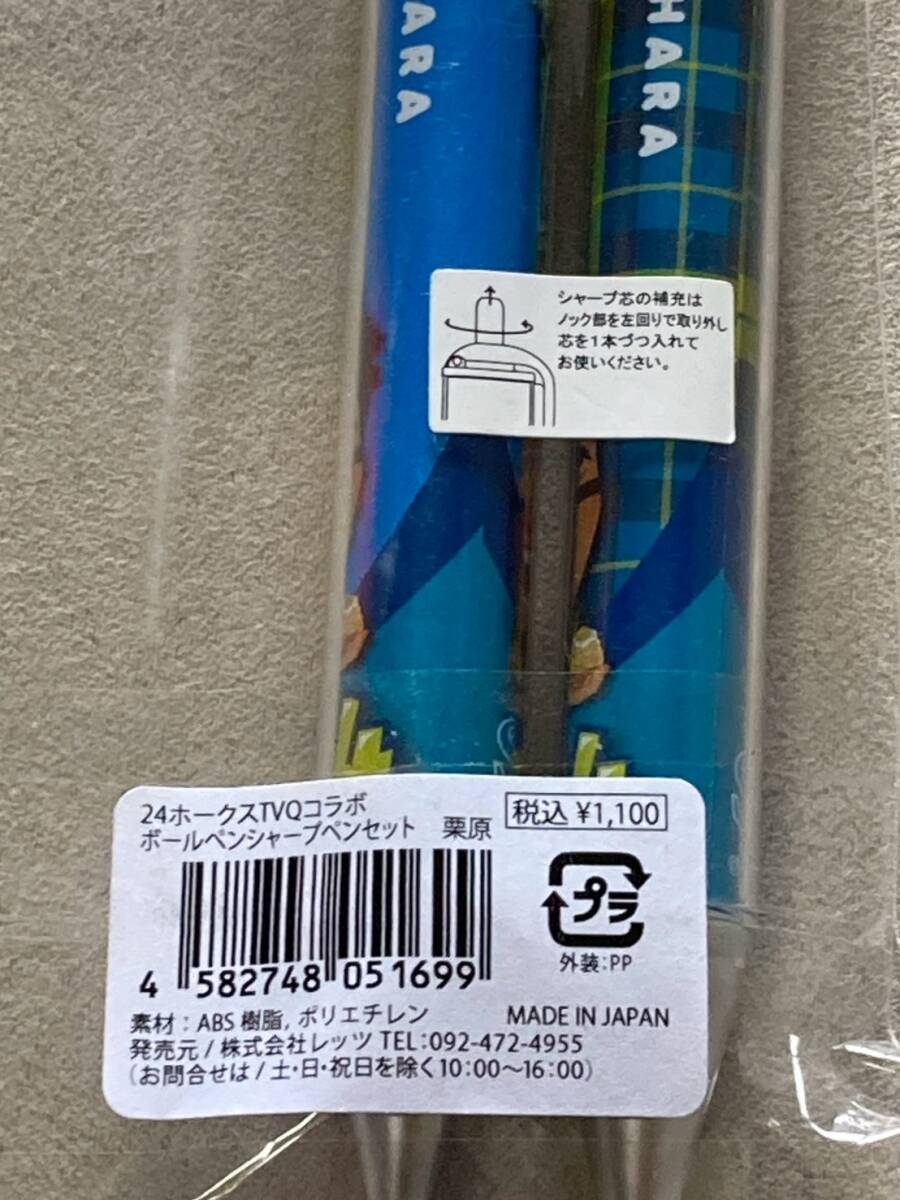 ARA
HARA
シャープ芯の補充は
ノック部を左回りで取り外し
芯を1本づつ入れて
お使いください。
24ホークスTVQコラボ
ボールペンシャープペンセット 栗原
税込 ¥1,100
プラ
外装:PP
4 582748 051699
素材:ABS樹脂, ポリエチレン MADE IN JAPAN
発売元/株式会社レッツ TEL:092-472-4955
(お問合せは/土・日・祝日を除く10:00〜16:00)